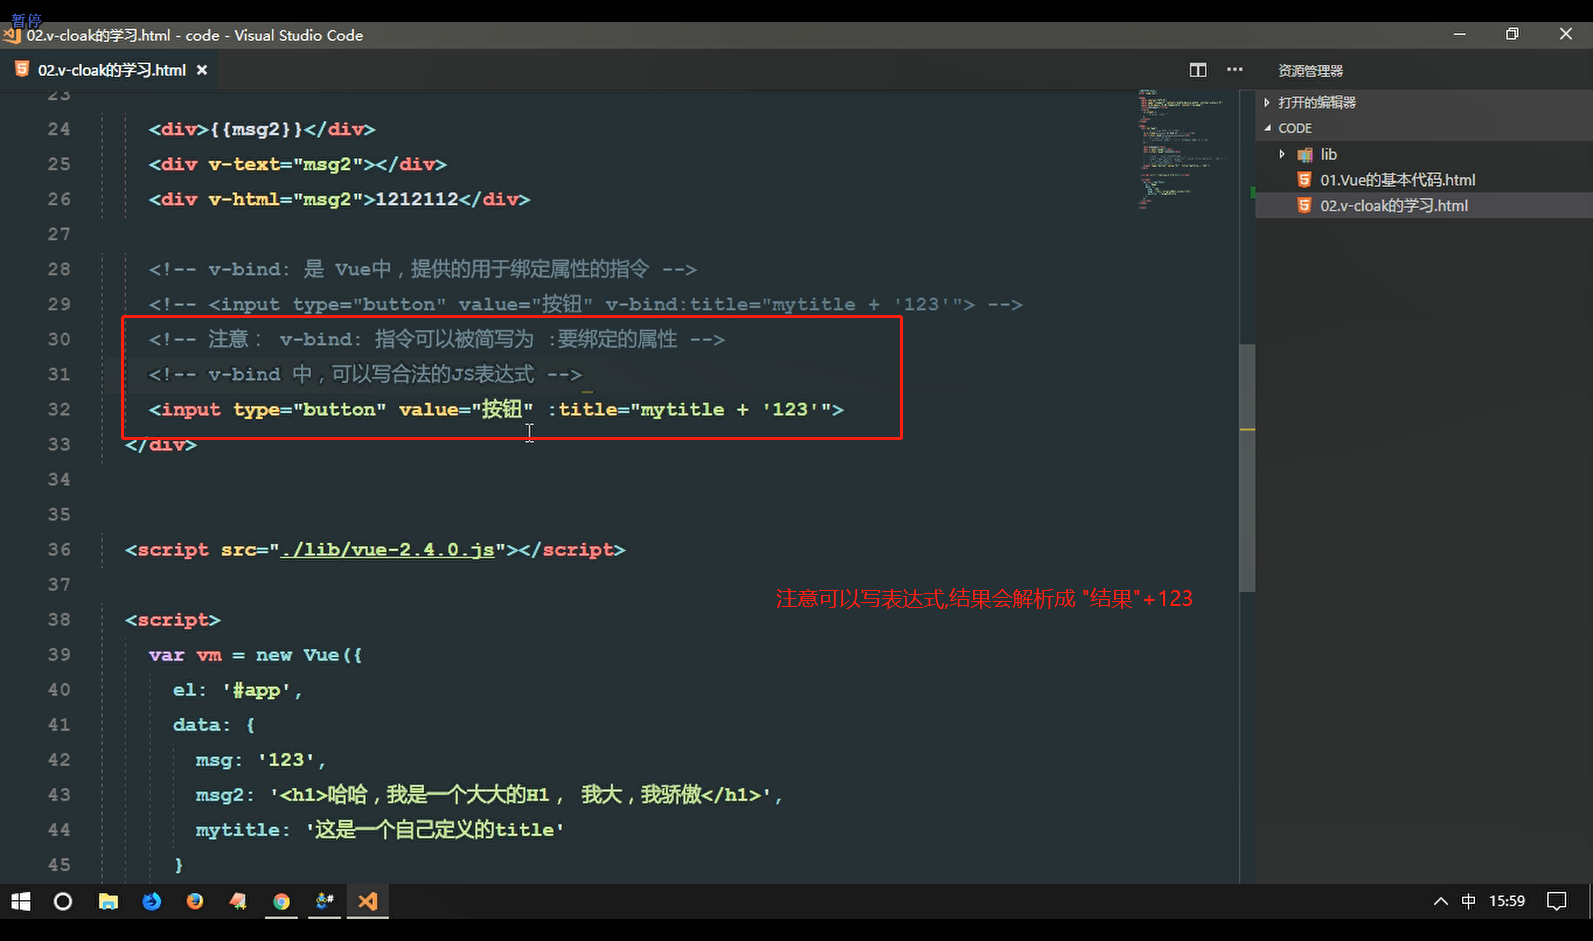 暂停
02.v-cloak的学习.html - code - Visual Studio Code
02.v-cloak的学习.html ×
资源管理器
打开的编辑器
CODE
lib
01.Vue的基本代码.html
02.v-cloak的学习.html
23
24 <div>{{msg2}}</div>
25 <div v-text="msg2"></div>
26 <div v-html="msg2">1212112</div>
27
28 <!-- v-bind: 是 Vue中，提供的用于绑定属性的指令 -->
29 <!-- <input type="button" value="按钮" v-bind:title="mytitle + '123'"> -->
30 <!-- 注意： v-bind: 指令可以被简写为 :要绑定的属性 -->
31 <!-- v-bind 中，可以写合法的JS表达式 -->
32 <input type="button" value="按钮" :title="mytitle + '123'">
33 </div>
34
35
36 <script src="./lib/vue-2.4.0.js"></script>
37
注意可以写表达式,结果会解析成 "结果"+123
38 <script>
39 var vm = new Vue({
40 el: '#app',
41 data: {
42 msg: '123',
43 msg2: '<h1>哈哈，我是一个大大的H1， 我大，我骄傲</h1>',
44 mytitle: '这是一个自己定义的title'
45 }
中 15:59